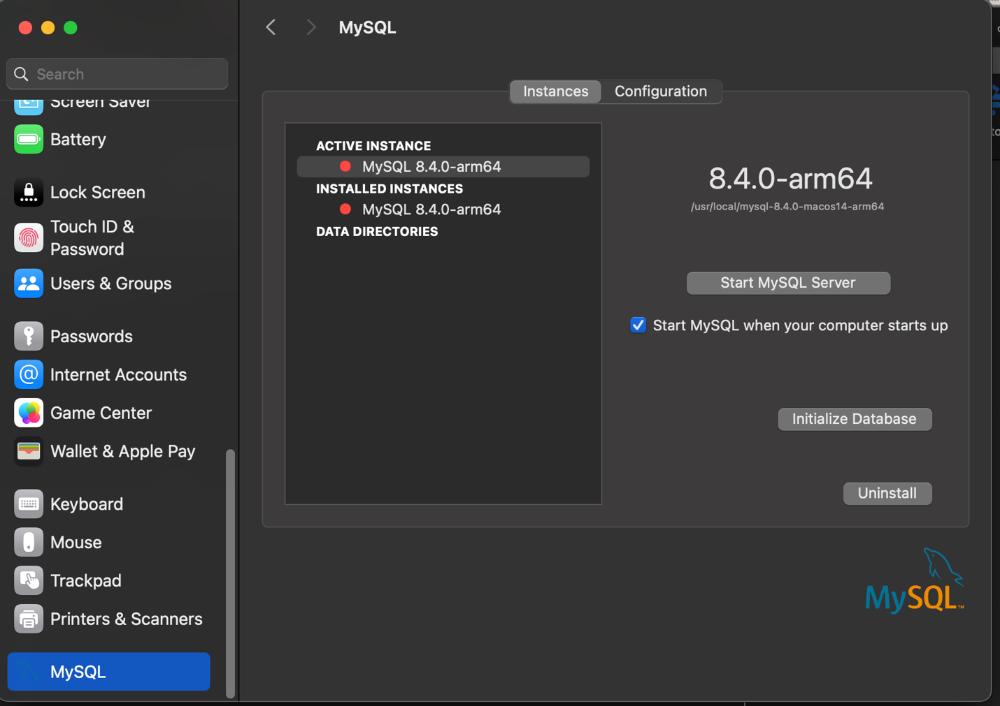 MySQL
Search
Screen Saver
Battery
Lock Screen
Touch ID &
Password
Users & Groups
Passwords
Internet Accounts
Game Center
Wallet & Apple Pay
Keyboard
Mouse
Trackpad
Printers & Scanners
MySQL
Instances
Configuration
ACTIVE INSTANCE
MySQL 8.4.0-arm64
INSTALLED INSTANCES
MySQL 8.4.0-arm64
DATA DIRECTORIES
8.4.0-arm64
/usr/local/mysql-8.4.0-macos14-arm64
Start MySQL Server
Start MySQL when your computer starts up
Initialize Database
Uninstall
MySQL™